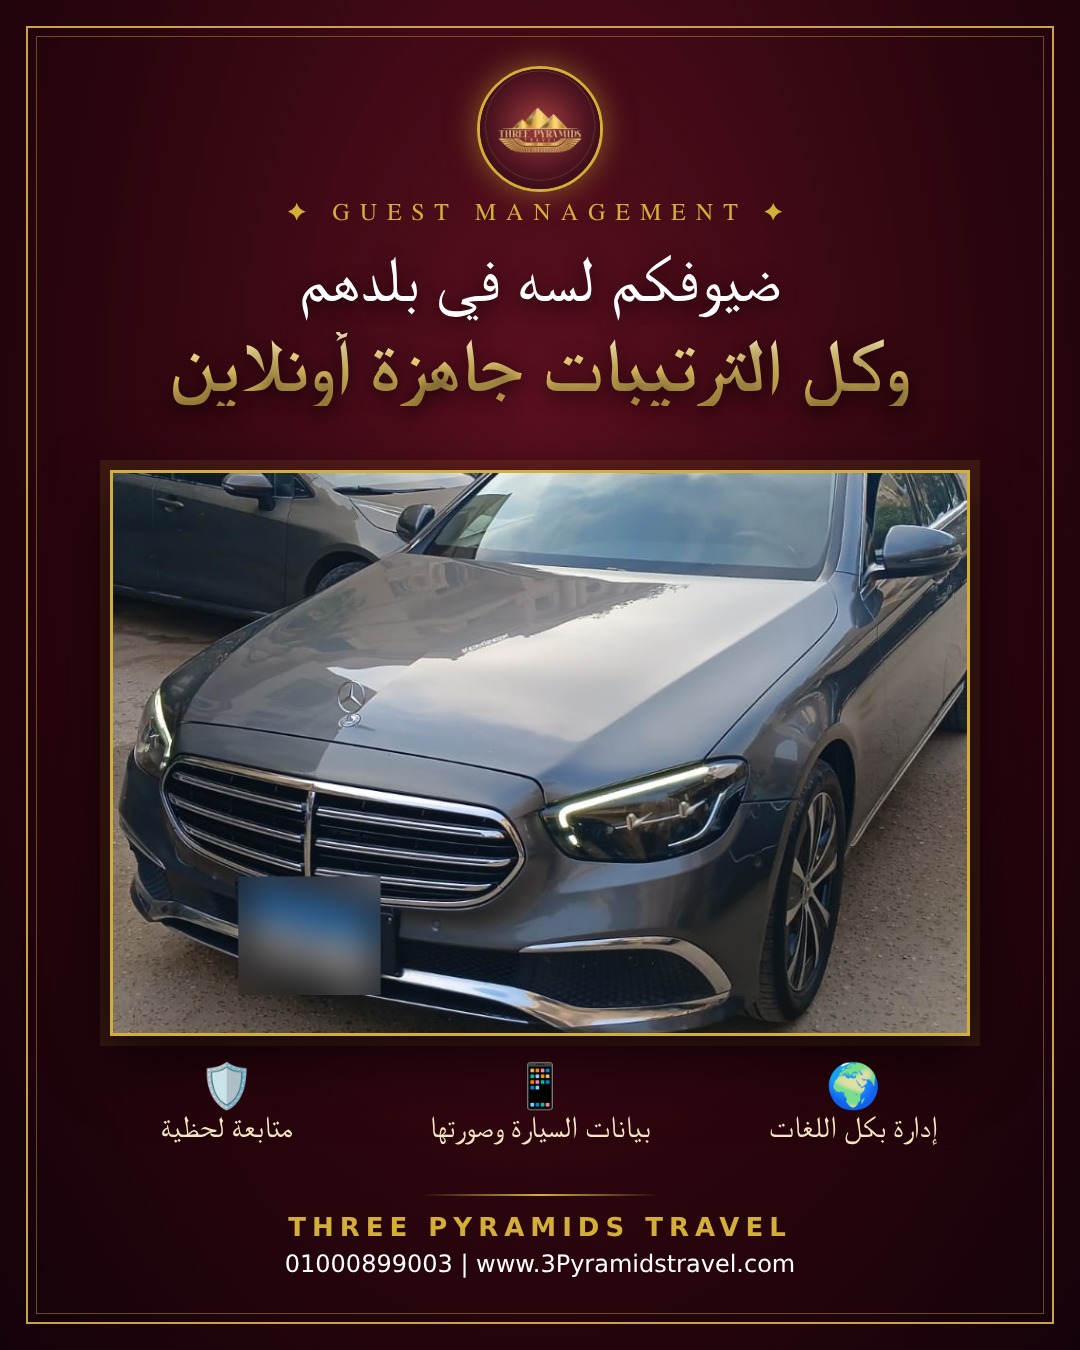 THREE PYRAMIDS
TRAVEL
✦ GUEST MANAGEMENT ✦
ضيوفكم لسه في بلدهم
وكل الترتيبات جاهزة أونلاين
إدارة بكل اللغات
بيانات السيارة وصورتها
متابعة لحظية
THREE PYRAMIDS TRAVEL
01000899003 | www.3Pyramidstravel.com